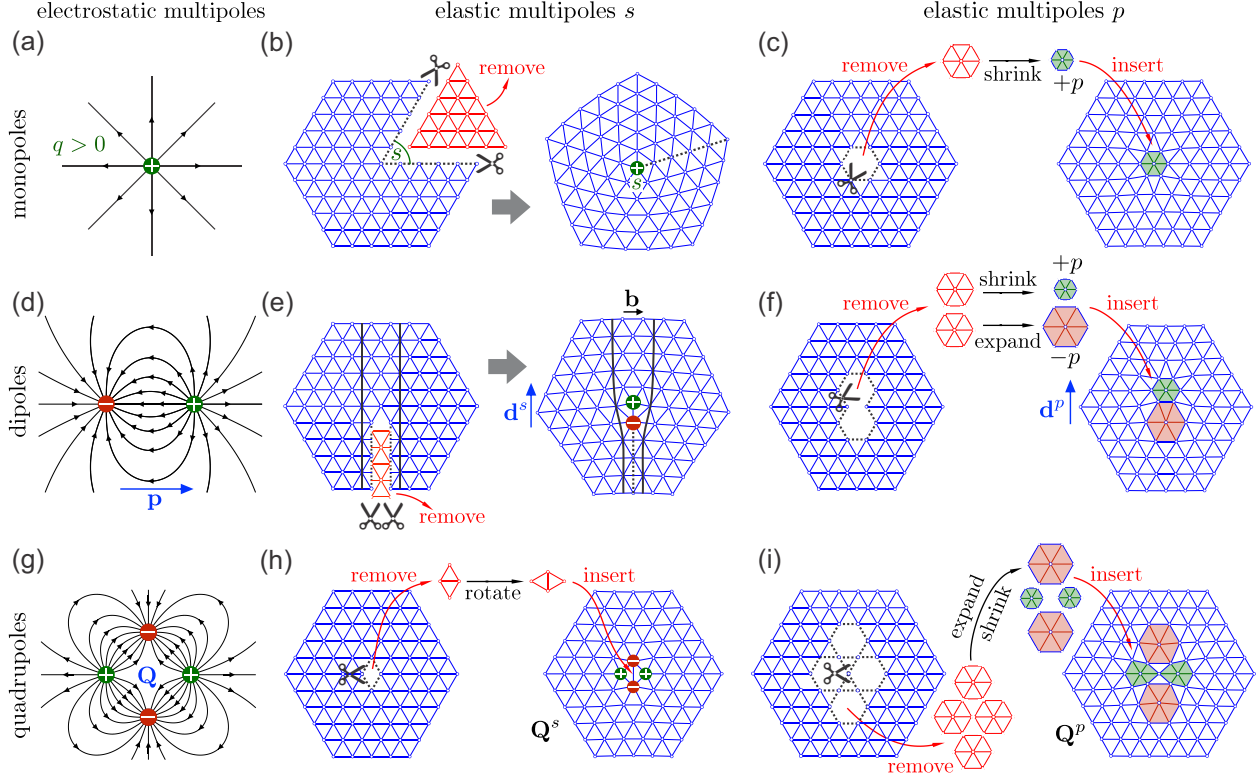 electrostatic multipoles
elastic multipoles s
elastic multipoles p
monopoles
(a)
q > 0
(b)
remove
s
s
(c)
remove
shrink
+p
insert
dipoles
(d)
p
(e)
remove
b
d^s
(f)
remove
shrink
+p
expand
−p
insert
d^p
quadrupoles
(g)
Q
(h)
remove
rotate
insert
Q^s
(i)
remove
expand
shrink
insert
Q^p